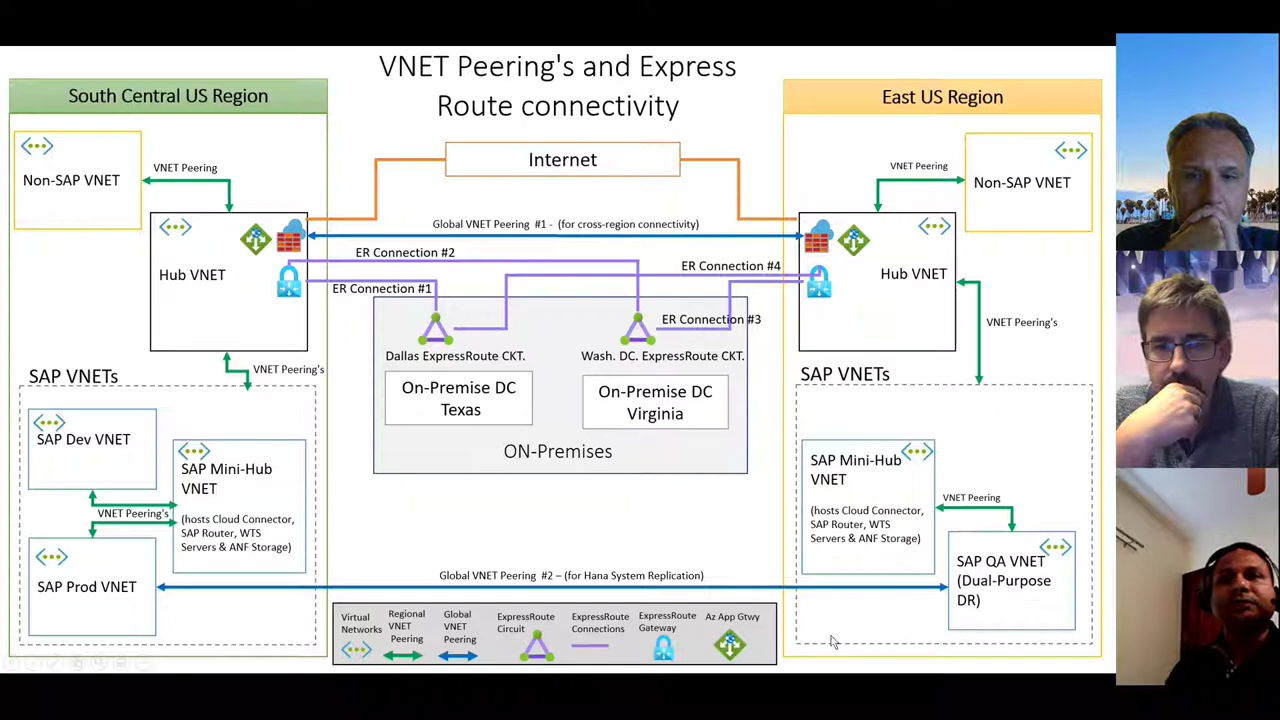 VNET Peering's and Express
Route connectivity
South Central US Region
East US Region
Internet
Non-SAP VNET
VNET Peering
VNET Peering
Non-SAP VNET
Global VNET Peering #1 - (for cross-region connectivity)
Hub VNET
ER Connection #2
ER Connection #4
Hub VNET
ER Connection #1
ER Connection #3
VNET Peering's
Dallas ExpressRoute CKT.
Wash. DC. ExpressRoute CKT.
VNET Peering's
SAP VNETs
SAP VNETs
On-Premise DC
Texas
On-Premise DC
Virginia
ON-Premises
SAP Dev VNET
SAP Mini-Hub
VNET
(hosts Cloud Connector,
SAP Router, WTS
Servers & ANF Storage)
VNET Peering's
SAP Prod VNET
SAP Mini-Hub
VNET
(hosts Cloud Connector,
SAP Router, WTS
Servers & ANF Storage)
VNET Peering
SAP QA VNET
(Dual-Purpose
DR)
Global VNET Peering #2 – (for Hana System Replication)
Virtual
Networks
Regional
VNET
Peering
Global
VNET
Peering
ExpressRoute
Circuit
ExpressRoute
Connections
ExpressRoute
Gateway
Az App Gtwy